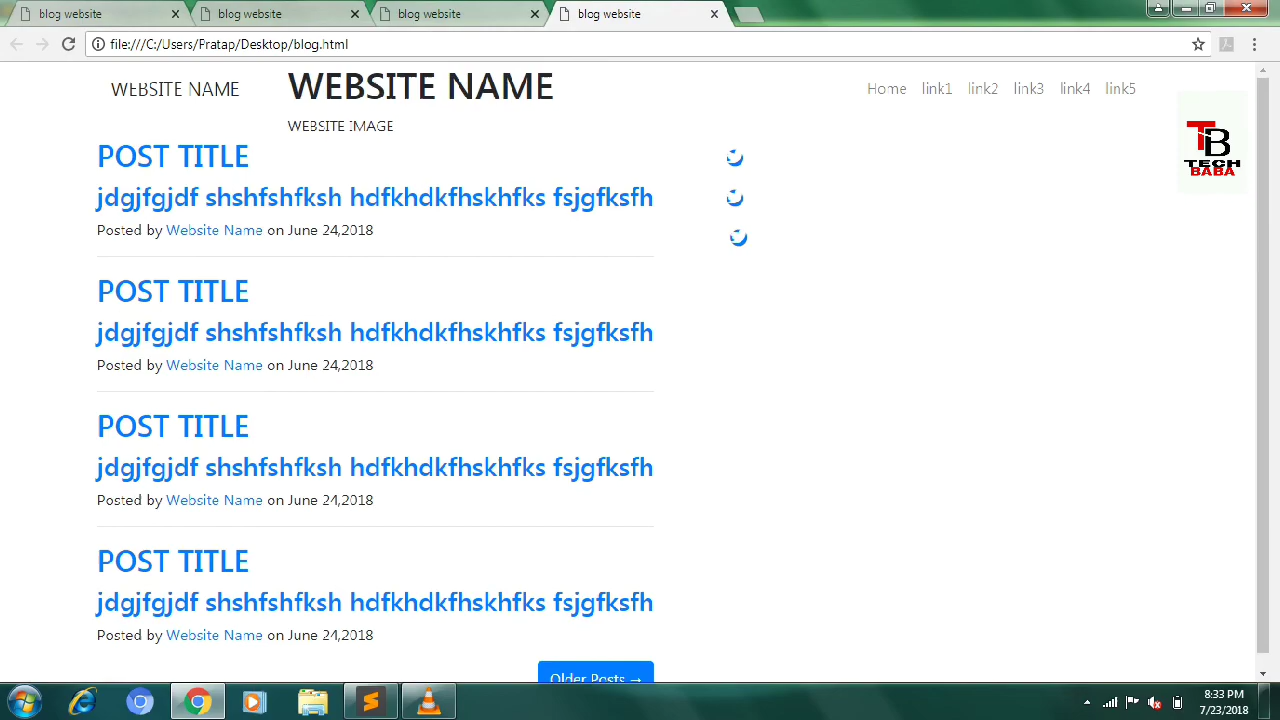 blog website
blog website
blog website
blog website
file:///C:/Users/Pratap/Desktop/blog.html
WEBSITE NAME
WEBSITE NAME
Home link1 link2 link3 link4 link5
WEBSITE IMAGE
TB
TECH
BABA
POST TITLE
jdgjfgjdf shshfshfksh hdfkhdkfhskhfks fsjgfksfh
Posted by Website Name on June 24,2018
POST TITLE
jdgjfgjdf shshfshfksh hdfkhdkfhskhfks fsjgfksfh
Posted by Website Name on June 24,2018
POST TITLE
jdgjfgjdf shshfshfksh hdfkhdkfhskhfks fsjgfksfh
Posted by Website Name on June 24,2018
POST TITLE
jdgjfgjdf shshfshfksh hdfkhdkfhskhfks fsjgfksfh
Posted by Website Name on June 24,2018
Older Posts →
8:33 PM
7/23/2018